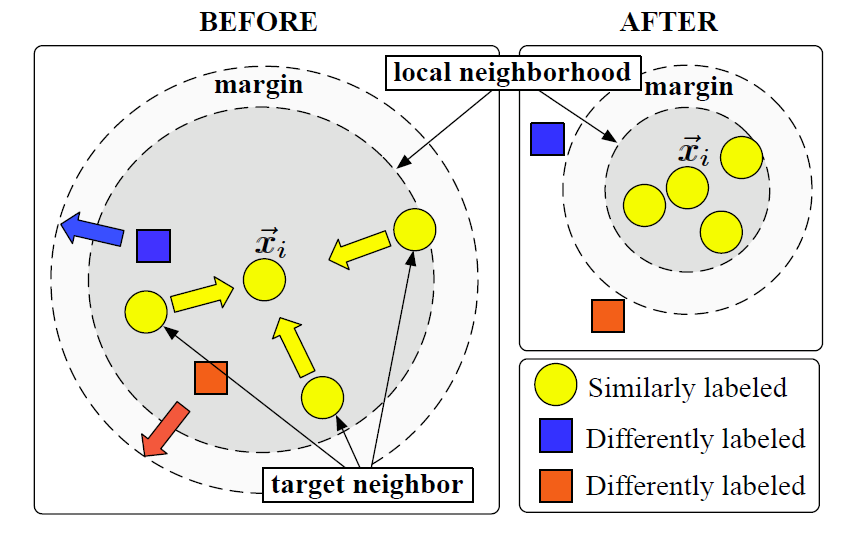 BEFORE
AFTER
local neighborhood
margin
margin
$\vec{x}_i$
$\vec{x}_i$
target neighbor
Similarly labeled
Differently labeled
Differently labeled